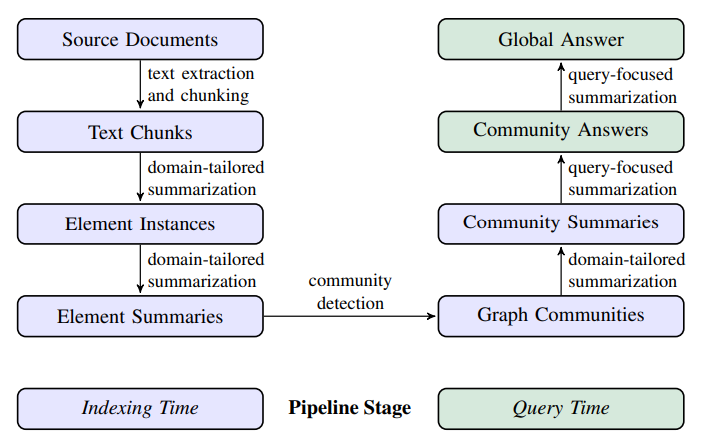 Source Documents
text extraction
and chunking
Text Chunks
domain-tailored
summarization
Element Instances
domain-tailored
summarization
Element Summaries
community
detection
Graph Communities
domain-tailored
summarization
Community Summaries
query-focused
summarization
Community Answers
query-focused
summarization
Global Answer
Indexing Time
Pipeline Stage
Query Time